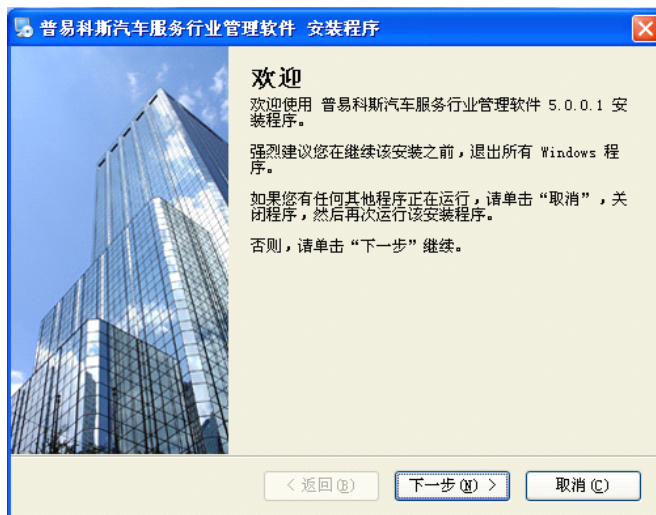 普易科斯汽车服务行业管理软件 安装程序
欢迎
欢迎使用 普易科斯汽车服务行业管理软件 5.0.0.1 安
装程序。
强烈建议您在继续该安装之前，退出所有 Windows 程
序。
如果您有任何其他程序正在运行，请单击“取消”，关
闭程序，然后再次运行该安装程序。
否则，请单击“下一步”继续。
< 返回(B)
下一步(N) >
取消(C)